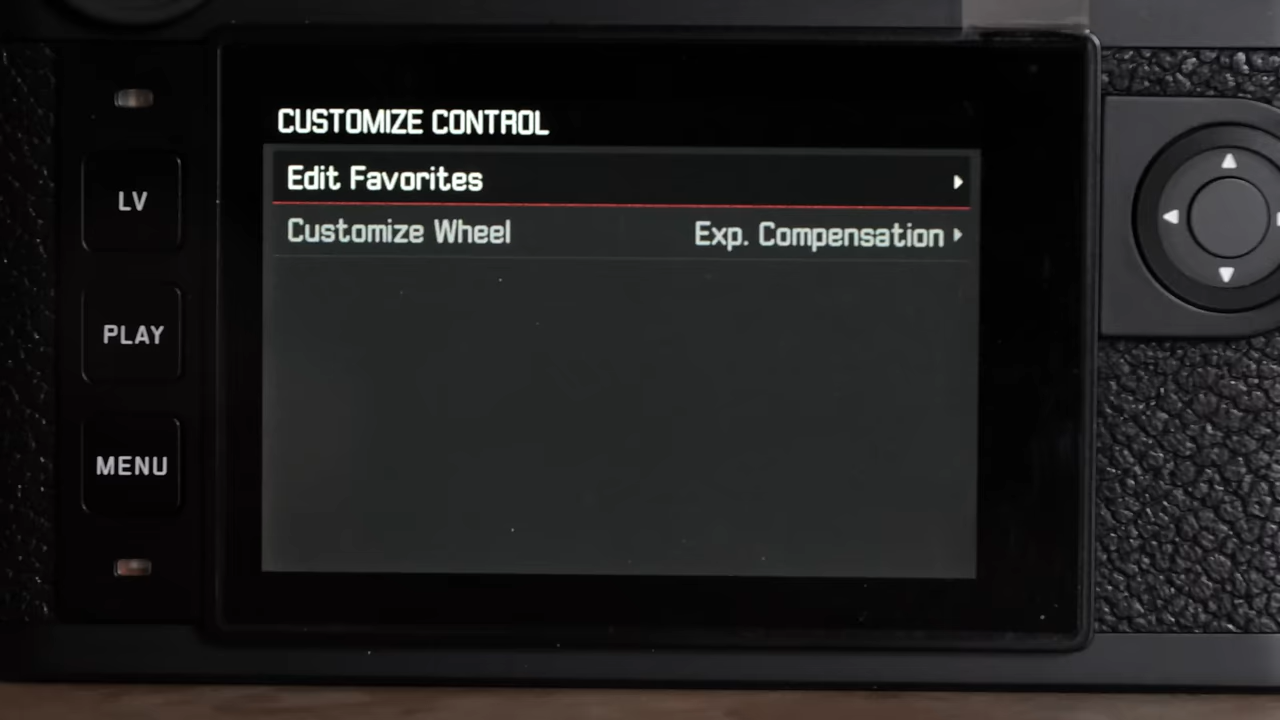 CUSTOMIZE CONTROL
Edit Favorites
Customize Wheel Exp. Compensation
LV
PLAY
MENU